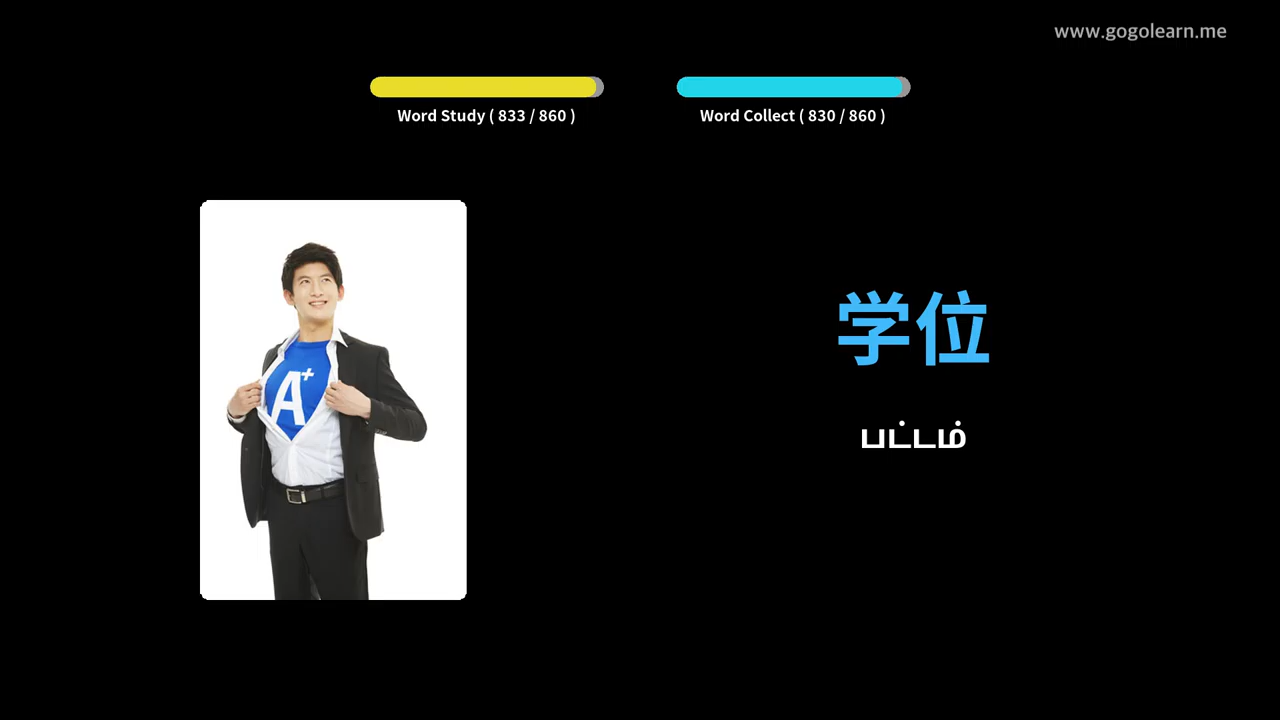 www.gogolearn.me
Word Study ( 833 / 860 )
Word Collect ( 830 / 860 )
A+
学位
பட்டம்